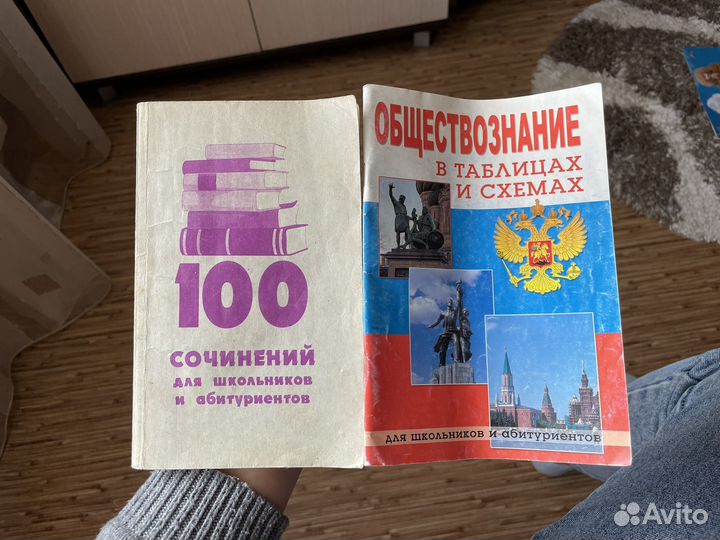 100
СОЧИНЕНИЙ
для школьников
и абитуриентов
ОБЩЕСТВОЗНАНИЕ
В ТАБЛИЦАХ
И СХЕМАХ
для школьников и абитуриентов
Avito